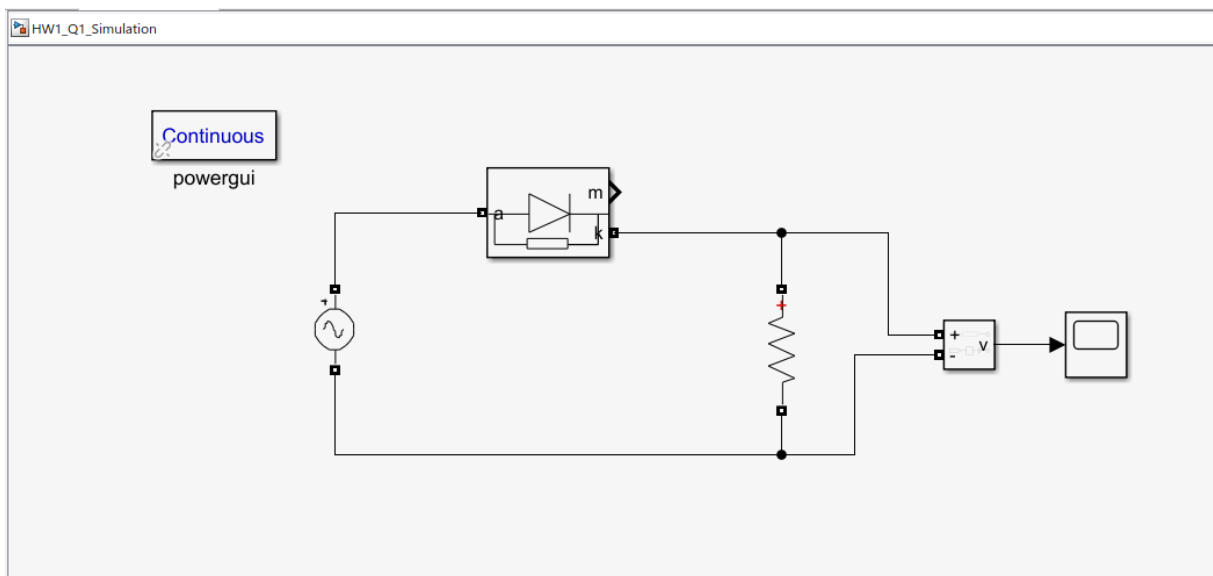 HW1_Q1_Simulation
Continuous
powergui
m
a
k
+
+
+
v
-